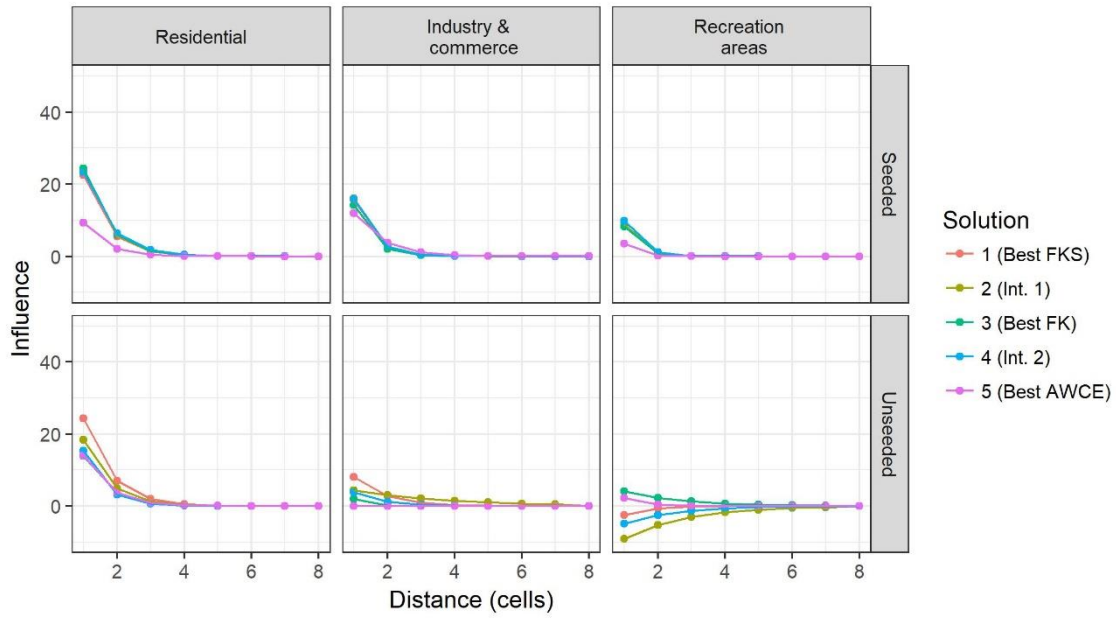 Residential
Industry &
commerce
Recreation
areas
40
20
0
Seeded
40
20
0
Unseeded
Influence
2 4 6 8 2 4 6 8 2 4 6 8
Distance (cells)
Solution
1 (Best FKS)
2 (Int. 1)
3 (Best FK)
4 (Int. 2)
5 (Best AWCE)